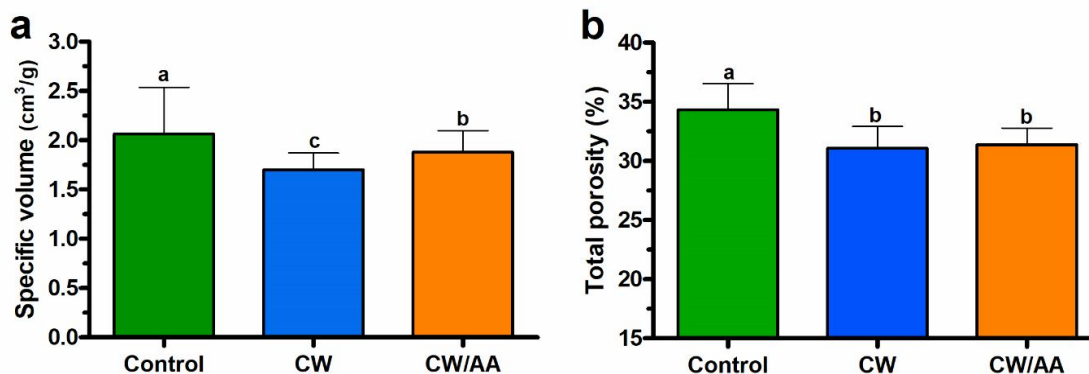 a
Specific volume (cm³/g)
3.0
2.5
2.0
1.5
1.0
0.5
0.0
a
c
b
Control
CW
CW/AA
b
Total porosity (%)
40
35
30
25
20
15
a
b
b
Control
CW
CW/AA